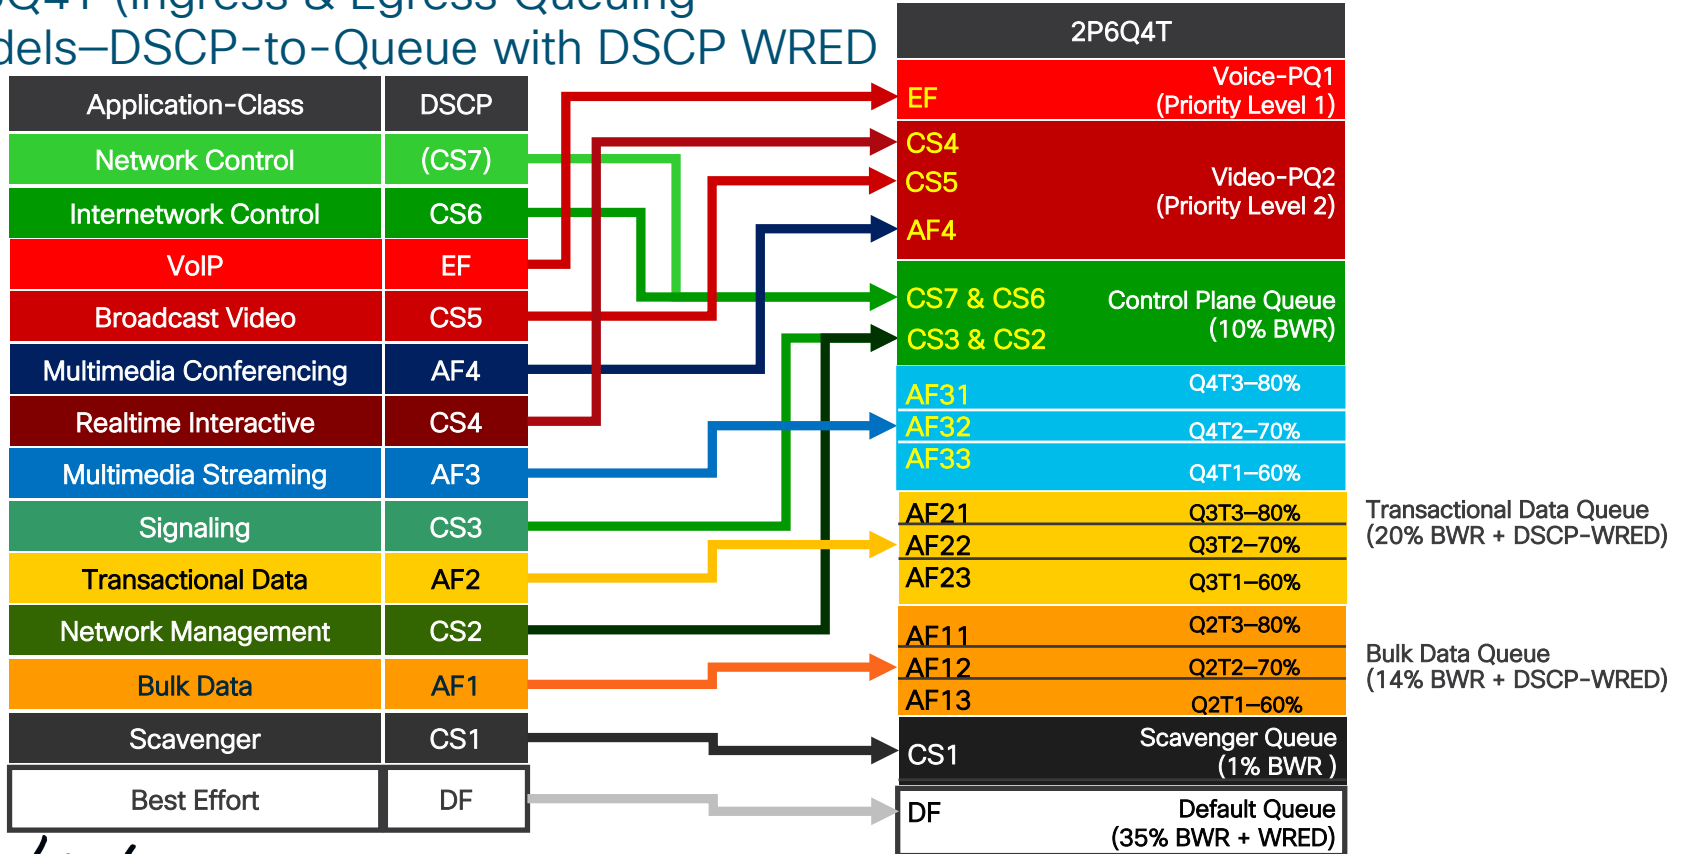 (Ingress & Egress Queuing
dels—DSCP-to-Queue with DSCP WRED
Application-Class DSCP
Network Control (CS7)
Internetwork Control CS6
VoIP EF
Broadcast Video CS5
Multimedia Conferencing AF4
Realtime Interactive CS4
Multimedia Streaming AF3
Signaling CS3
Transactional Data AF2
Network Management CS2
Bulk Data AF1
Scavenger CS1
Best Effort DF
2P6Q4T
EF Voice-PQ1
(Priority Level 1)
CS4
CS5 Video-PQ2
(Priority Level 2)
AF4
CS7 & CS6 Control Plane Queue
(10% BWR)
CS3 & CS2
AF31 Q4T3—80%
AF32 Q4T2—70%
AF33 Q4T1—60%
AF21 Q3T3—80%
AF22 Q3T2—70%
AF23 Q3T1—60%
Transactional Data Queue
(20% BWR + DSCP-WRED)
AF11 Q2T3—80%
AF12 Q2T2—70%
AF13 Q2T1—60%
Bulk Data Queue
(14% BWR + DSCP-WRED)
CS1 Scavenger Queue
(1% BWR )
DF Default Queue
(35% BWR + WRED)